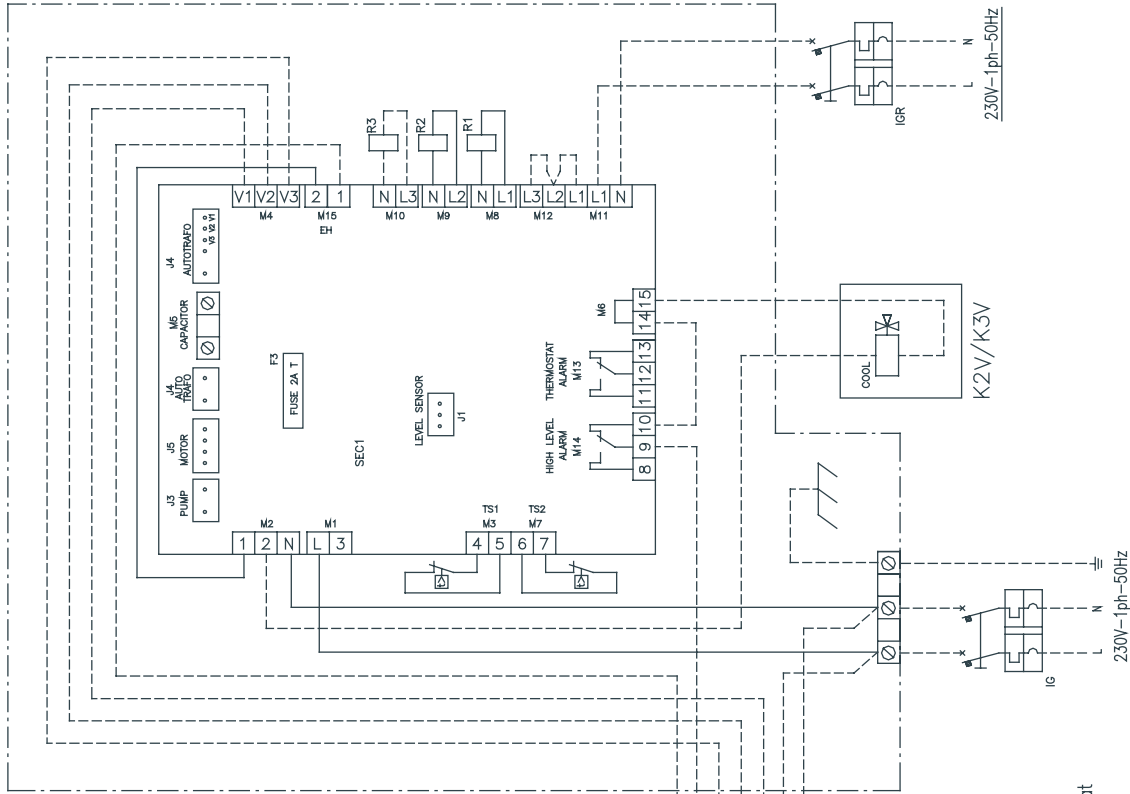 N
L
230V-1ph-50Hz
IGR
R3
R2
R1
V1 V2 V3
M4
2 1
M15
EH
N L3
M10
N L2
M9
N L1
M8
L3 L2 L1
M12
L1 N
M11
J4
AUTOTRAFO
V3 V2 V1
M5
CAPACITOR
J4
AUTO
TRAFO
J5
MOTOR
J3
PUMP
F3
FUSE 2A T
LEVEL SENSOR
J1
SEC1
M6
14 15
THERMOSTAT
ALARM
M13
11 12 13
HIGH LEVEL
ALARM
M14
8 9 10
M2
1 2 N
M1
L 3
TS1
M3
4 5
TS2
M7
6 7
COOL
K2V/K3V
N
L
230V-1ph-50Hz
IG
at